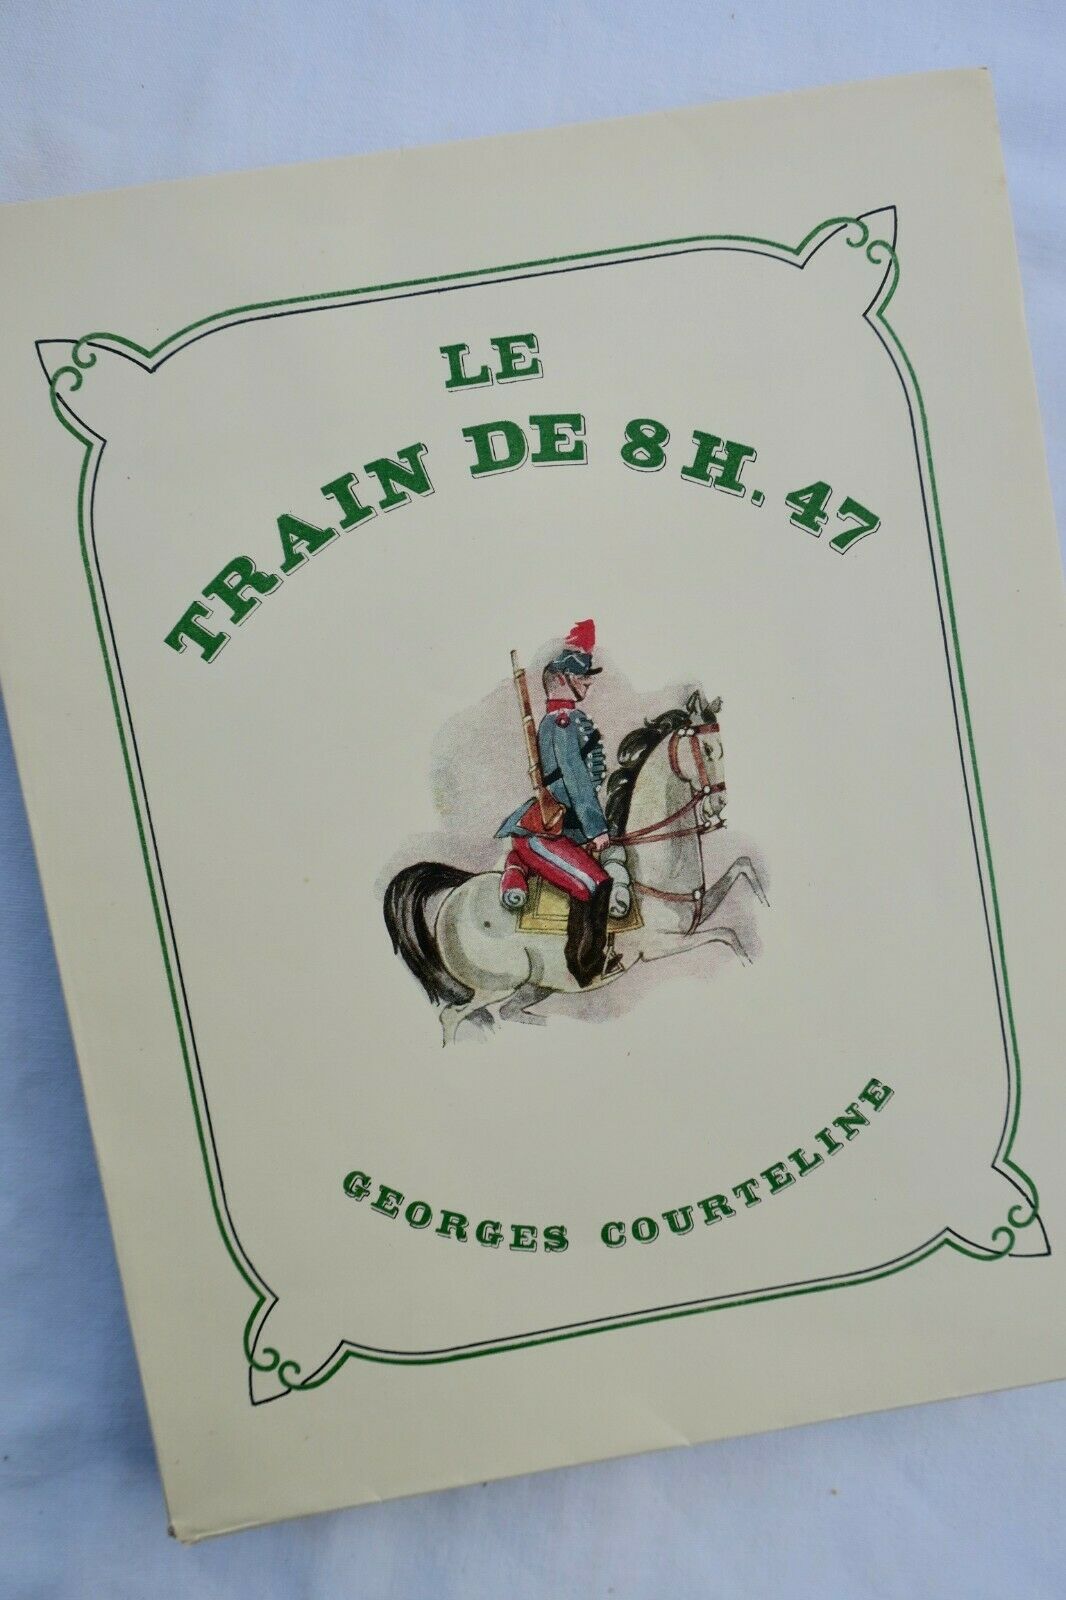 LE
TRAIN DE 8 H. 47
GEORGES COURTELINE